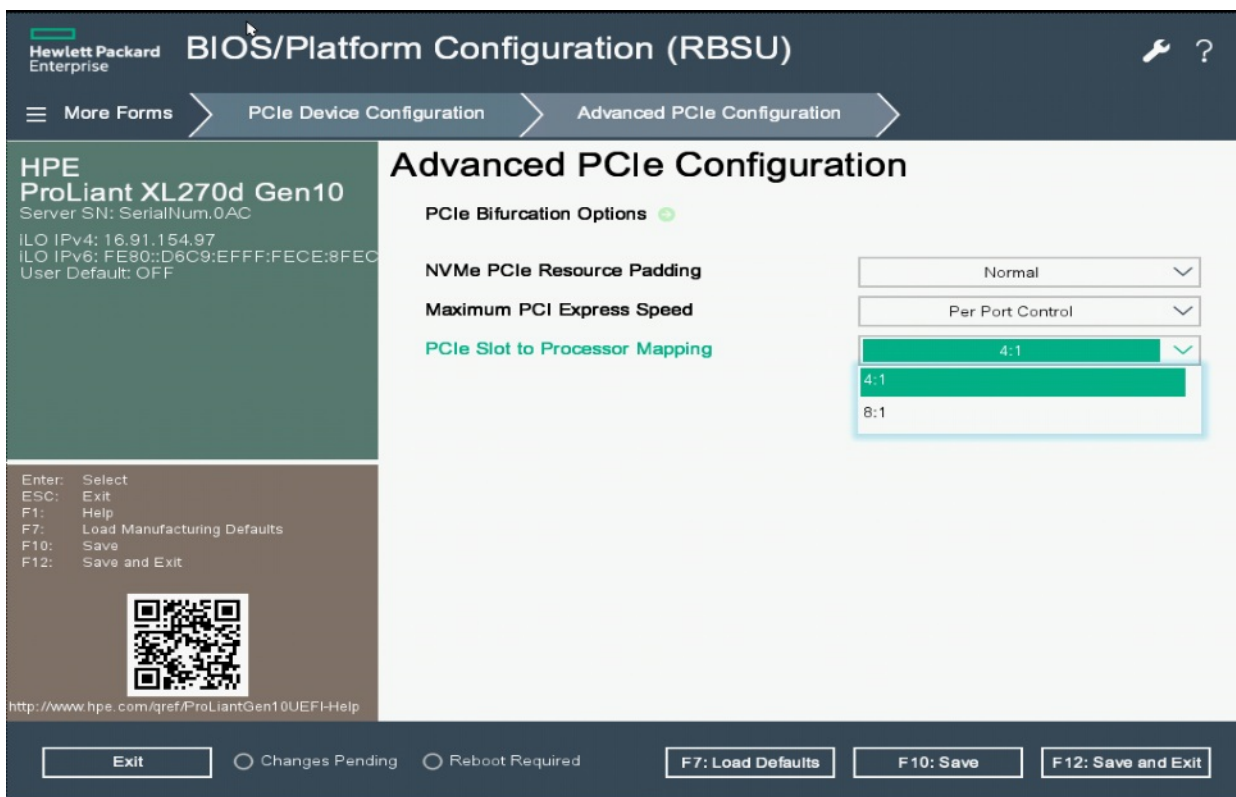 Hewlett Packard
Enterprise
BIOS/Platform Configuration (RBSU)
?
More Forms
PCIe Device Configuration
Advanced PCIe Configuration
HPE
ProLiant XL270d Gen10
Server SN: SerialNum.0AC
iLO IPv4: 16.91.154.97
iLO IPv6: FE80::D6C9:EFFF:FECE:8FEC
User Default: OFF
Enter: Select
ESC: Exit
F1: Help
F7: Load Manufacturing Defaults
F10: Save
F12: Save and Exit
http://www.hpe.com/qref/ProLiantGen10UEFI-Help
Advanced PCIe Configuration
PCIe Bifurcation Options
NVMe PCIe Resource Padding Normal
Maximum PCI Express Speed Per Port Control
PCIe Slot to Processor Mapping 4:1
4:1
8:1
Exit
Changes Pending
Reboot Required
F7: Load Defaults
F10: Save
F12: Save and Exit